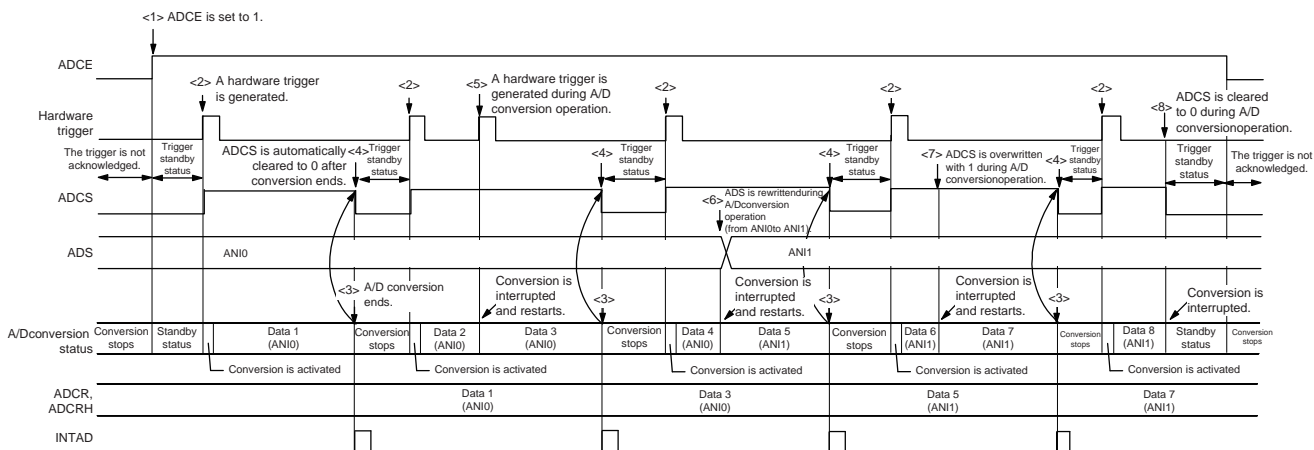 <1> ADCE is set to 1.
ADCE
<2> A hardware trigger
is generated.
<2>
<5> A hardware trigger is
generated during A/D
conversion operation.
<2>
<2>
<2>
<8> ADCS is cleared
to 0 during A/D
conversionoperation.
Hardware
trigger
The trigger is not
acknowledged.
Trigger
standby
status
ADCS is automatically
cleared to 0 after
conversion ends.
<4>
Trigger
standby
status
<4>
Trigger
standby
status
<4>
Trigger
standby
status
<7> ADCS is overwritten
with 1 during A/D
conversionoperation.
<4>
Trigger
standby
status
Trigger
standby
status
The trigger is not
acknowledged.
ADCS
<6> ADS is rewrittenduring
A/Dconversion
operation
(from ANI0to ANI1).
ADS
ANI0
ANI1
<3> A/D conversion
ends.
Conversion is
interrupted
and restarts.
<3>
Conversion is
interrupted
and restarts.
<3>
Conversion is
interrupted
and restarts.
<3>
Conversion is
interrupted.
A/Dconversion
status
Conversion
stops
Standby
status
Data 1
(ANI0)
Conversion
stops
Data 2
(ANI0)
Data 3
(ANI0)
Conversion
stops
Data 4
(ANI0)
Data 5
(ANI1)
Conversion
stops
Data 6
(ANI1)
Data 7
(ANI1)
Conversion
stops
Data 8
(ANI1)
Standby
status
Conversion
stops
Conversion is activated
Conversion is activated
Conversion is activated
Conversion is activated
Conversion is activated
ADCR,
ADCRH
Data 1
(ANI0)
Data 3
(ANI0)
Data 5
(ANI1)
Data 7
(ANI1)
INTAD